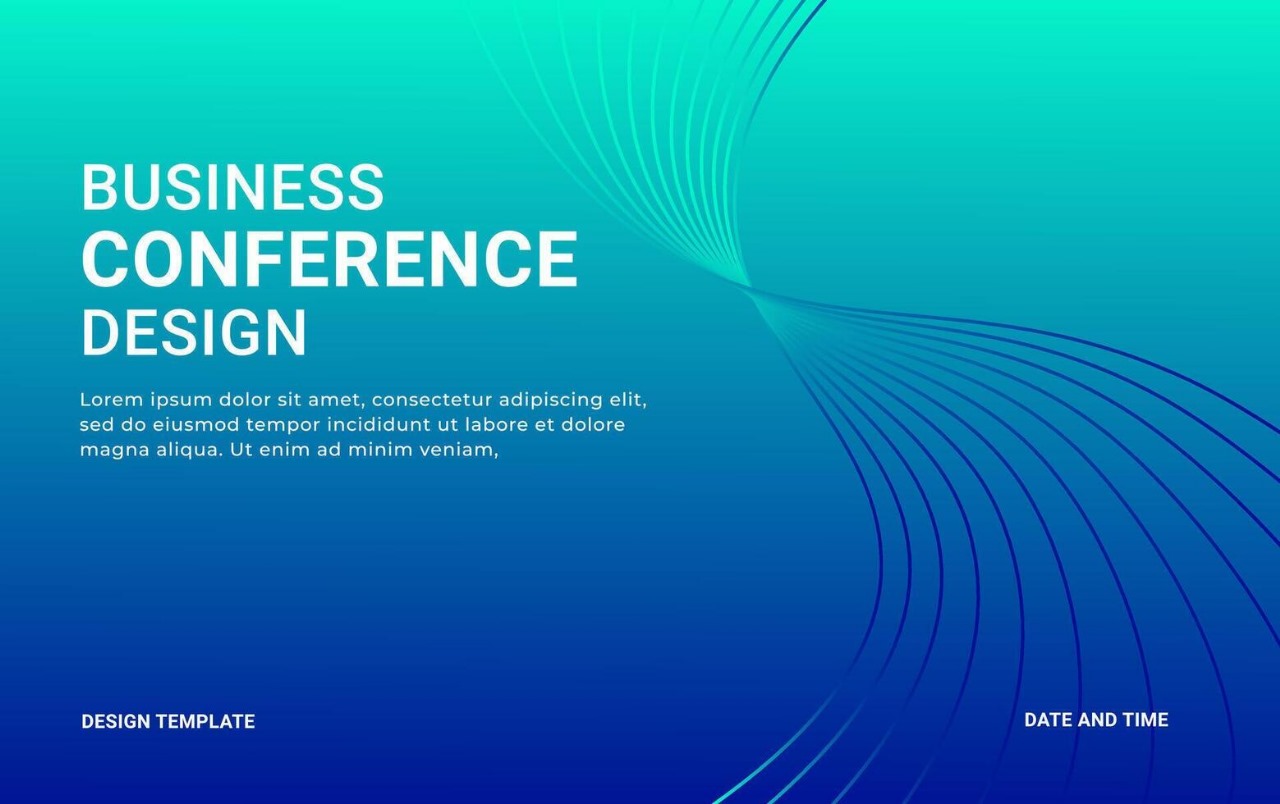 BUSINESS
CONFERENCE
DESIGN
Lorem ipsum dolor sit amet, consectetur adipiscing elit,
sed do eiusmod tempor incididunt ut labore et dolore
magna aliqua. Ut enim ad minim veniam,
DESIGN TEMPLATE
DATE AND TIME